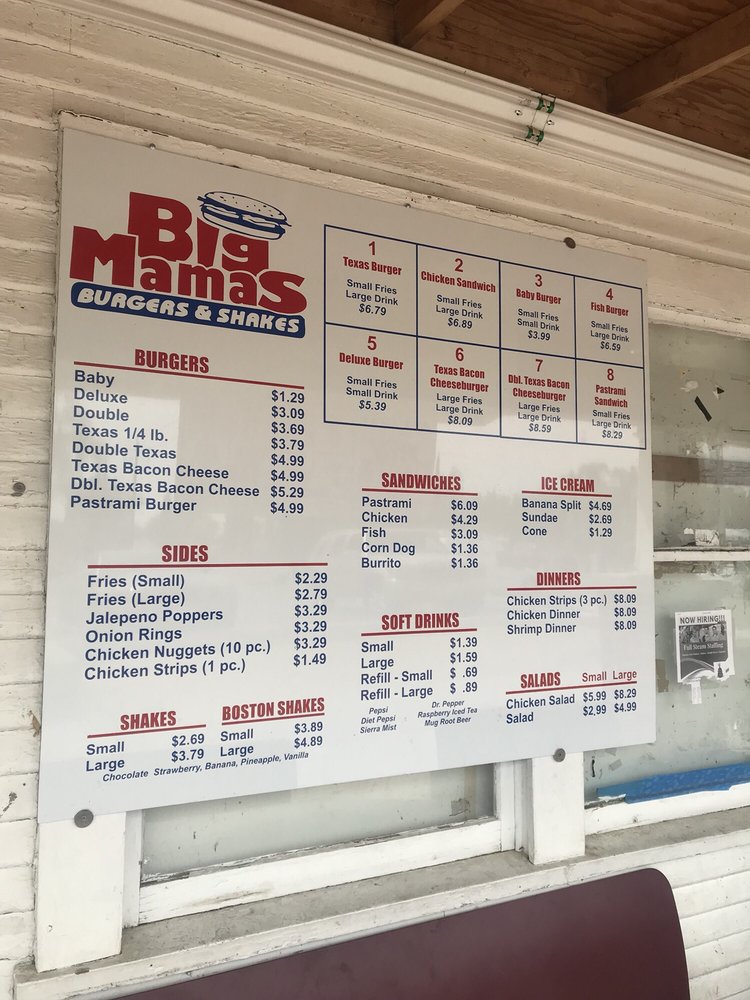 Big
Mamas
BURGERS & SHAKES
1
Texas Burger
Small Fries
Large Drink
$6.79
2
Chicken Sandwich
Small Fries
Large Drink
$6.89
3
Baby Burger
Small Fries
Small Drink
$3.99
4
Fish Burger
Small Fries
Large Drink
$6.59
5
Deluxe Burger
Small Fries
Small Drink
$5.39
6
Texas Bacon
Cheeseburger
Large Fries
Large Drink
$8.09
7
Dbl. Texas Bacon
Cheeseburger
Large Fries
Large Drink
$8.59
8
Pastrami
Sandwich
Small Fries
Large Drink
$8.29
BURGERS
Baby $1.29
Deluxe $3.09
Double $3.69
Texas 1/4 lb. $3.79
Double Texas $4.99
Texas Bacon Cheese $4.99
Dbl. Texas Bacon Cheese $5.29
Pastrami Burger $4.99
SIDES
Fries (Small) $2.29
Fries (Large) $2.79
Jalepeno Poppers $3.29
Onion Rings $3.29
Chicken Nuggets (10 pc.) $3.29
Chicken Strips (1 pc.) $1.49
SHAKES
Small $2.69
Large $3.79
BOSTON SHAKES
Small $3.89
Large $4.89
Chocolate Strawberry, Banana, Pineapple, Vanilla
SANDWICHES
Pastrami $6.09
Chicken $4.29
Fish $3.09
Corn Dog $1.36
Burrito $1.36
SOFT DRINKS
Small $1.39
Large $1.59
Refill - Small $ .69
Refill - Large $ .89
Pepsi
Diet Pepsi
Sierra Mist
Dr. Pepper
Raspberry Iced Tea
Mug Root Beer
ICE CREAM
Banana Split $4.69
Sundae $2.69
Cone $1.29
DINNERS
Chicken Strips (3 pc.) $8.09
Chicken Dinner $8.09
Shrimp Dinner $8.09
SALADS Small Large
Chicken Salad $5.99 $8.29
Salad $2,99 $4.99
NOW HIRING!!!
Full Steam Staffing